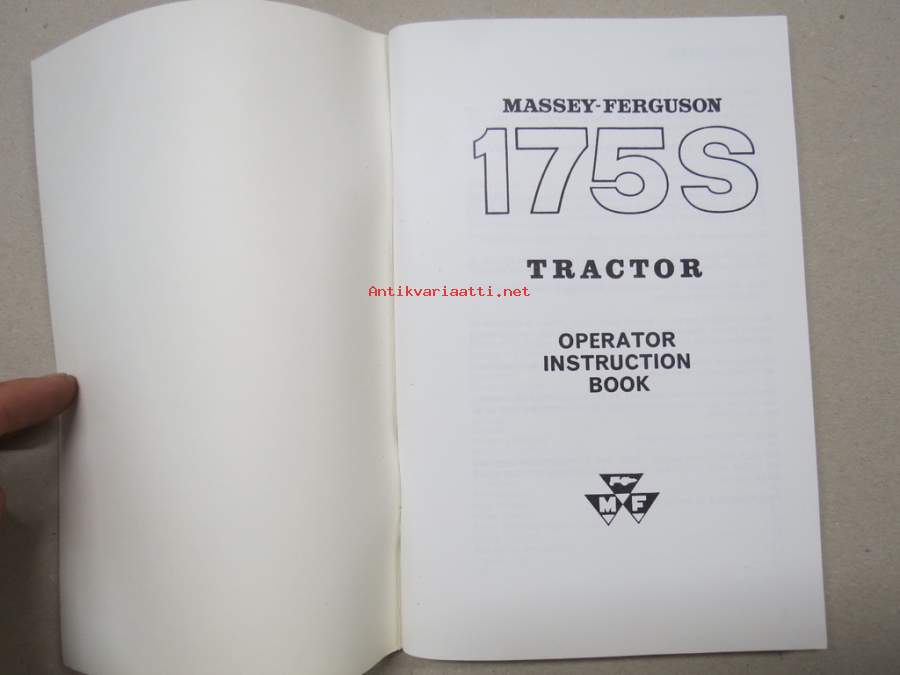 MASSEY-FERGUSON
175S
TRACTOR
Antikvariaatti.net
OPERATOR
INSTRUCTION
BOOK
M F